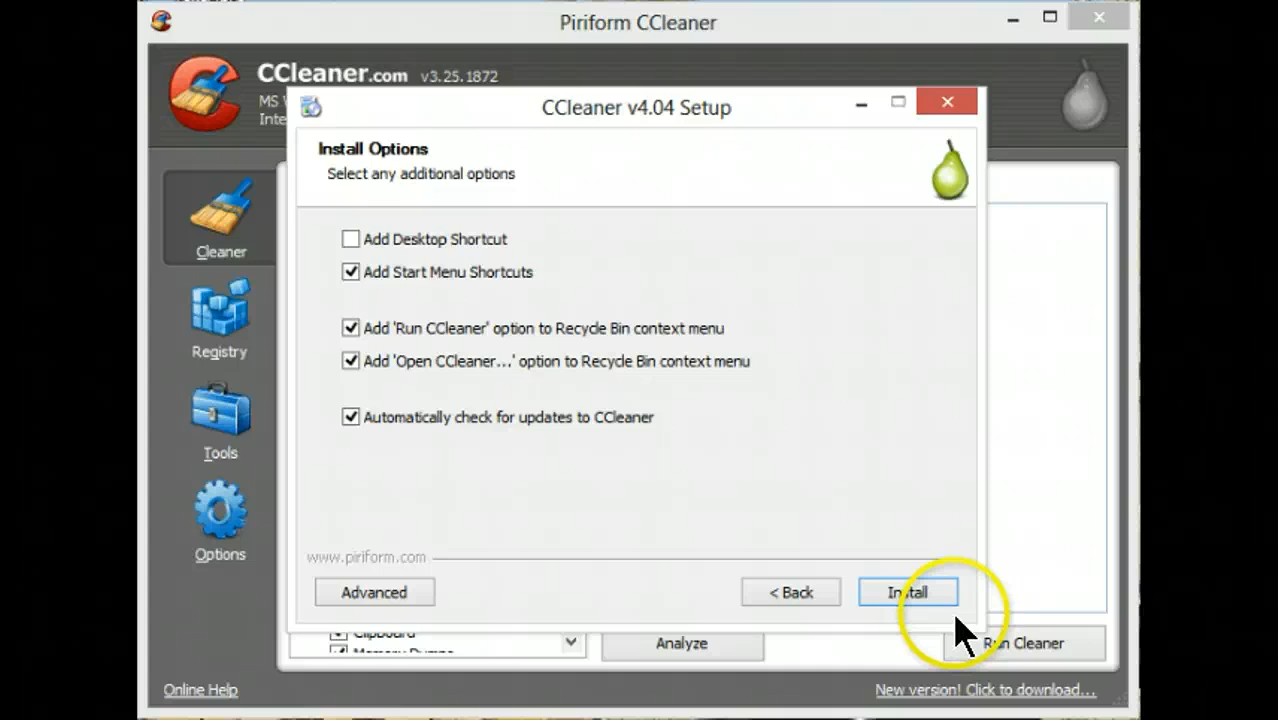 Piriform CCleaner
CCleaner.com v3.25.1872
MS
Inte
CCleaner v4.04 Setup
Install Options
Select any additional options
Add Desktop Shortcut
Add Start Menu Shortcuts
Add 'Run CCleaner' option to Recycle Bin context menu
Add 'Open CCleaner...' option to Recycle Bin context menu
Automatically check for updates to CCleaner
www.piriform.com
Advanced
< Back
Install
Cleaner
Registry
Tools
Options
Clipboard
Memory Dumps
Analyze
Run Cleaner
Online Help
New version! Click to download...